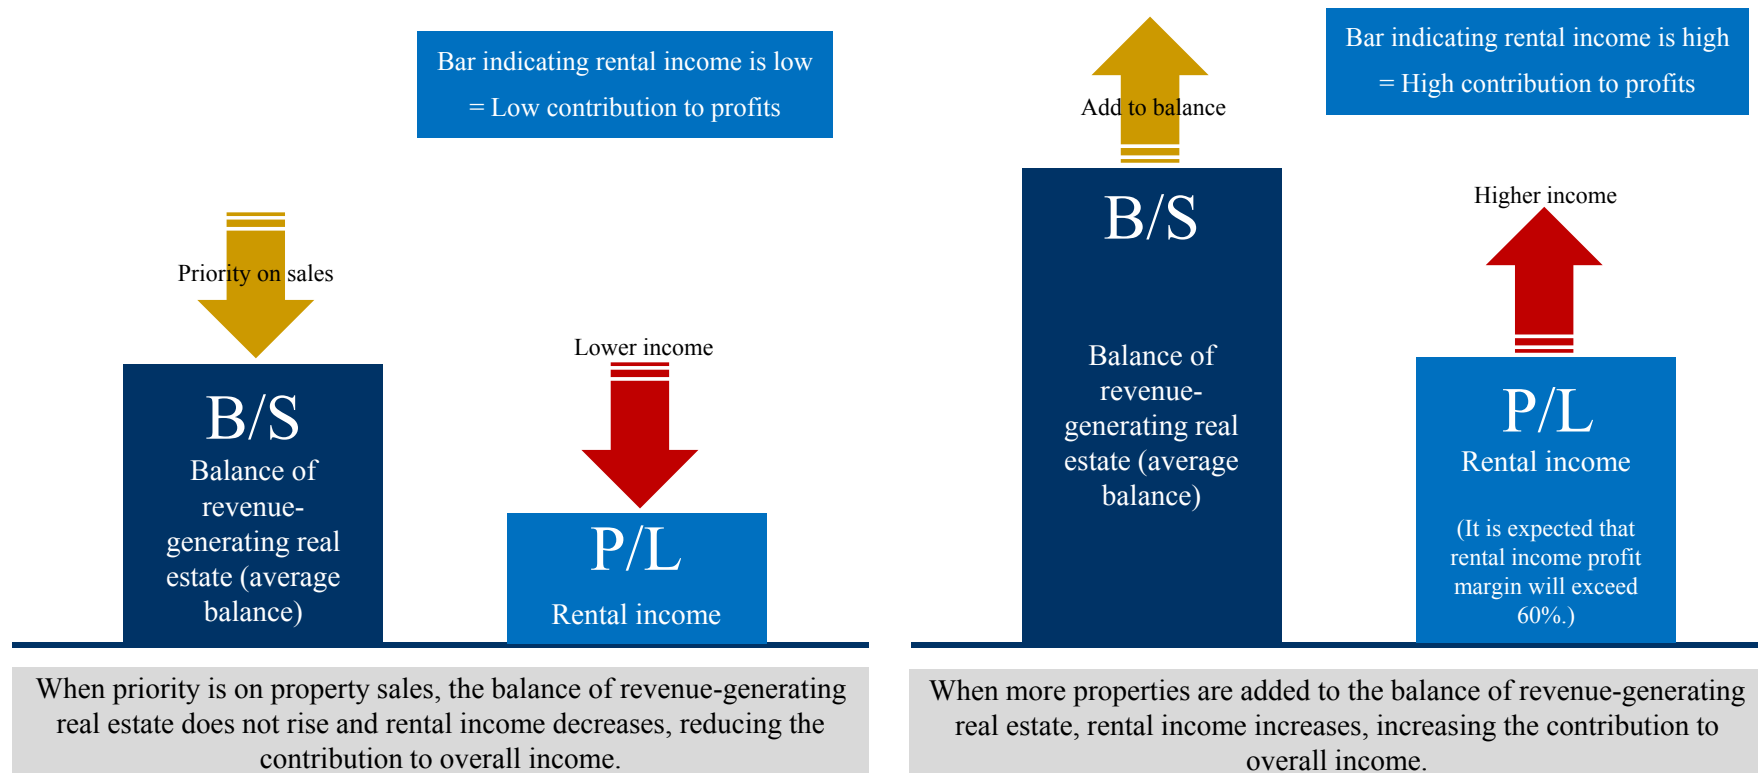 Bar indicating rental income is low
= Low contribution to profits
Priority on sales
Lower income
B/S
Balance of
revenue-
generating real
estate (average
balance)
P/L
Rental income
When priority is on property sales, the balance of revenue-generating
real estate does not rise and rental income decreases, reducing the
contribution to overall income.
Bar indicating rental income is high
= High contribution to profits
Add to balance
Higher income
B/S
Balance of
revenue-
generating real
estate (average
balance)
P/L
Rental income
(It is expected that
rental income profit
margin will exceed
60%.)
When more properties are added to the balance of revenue-generating
real estate, rental income increases, increasing the contribution to
overall income.